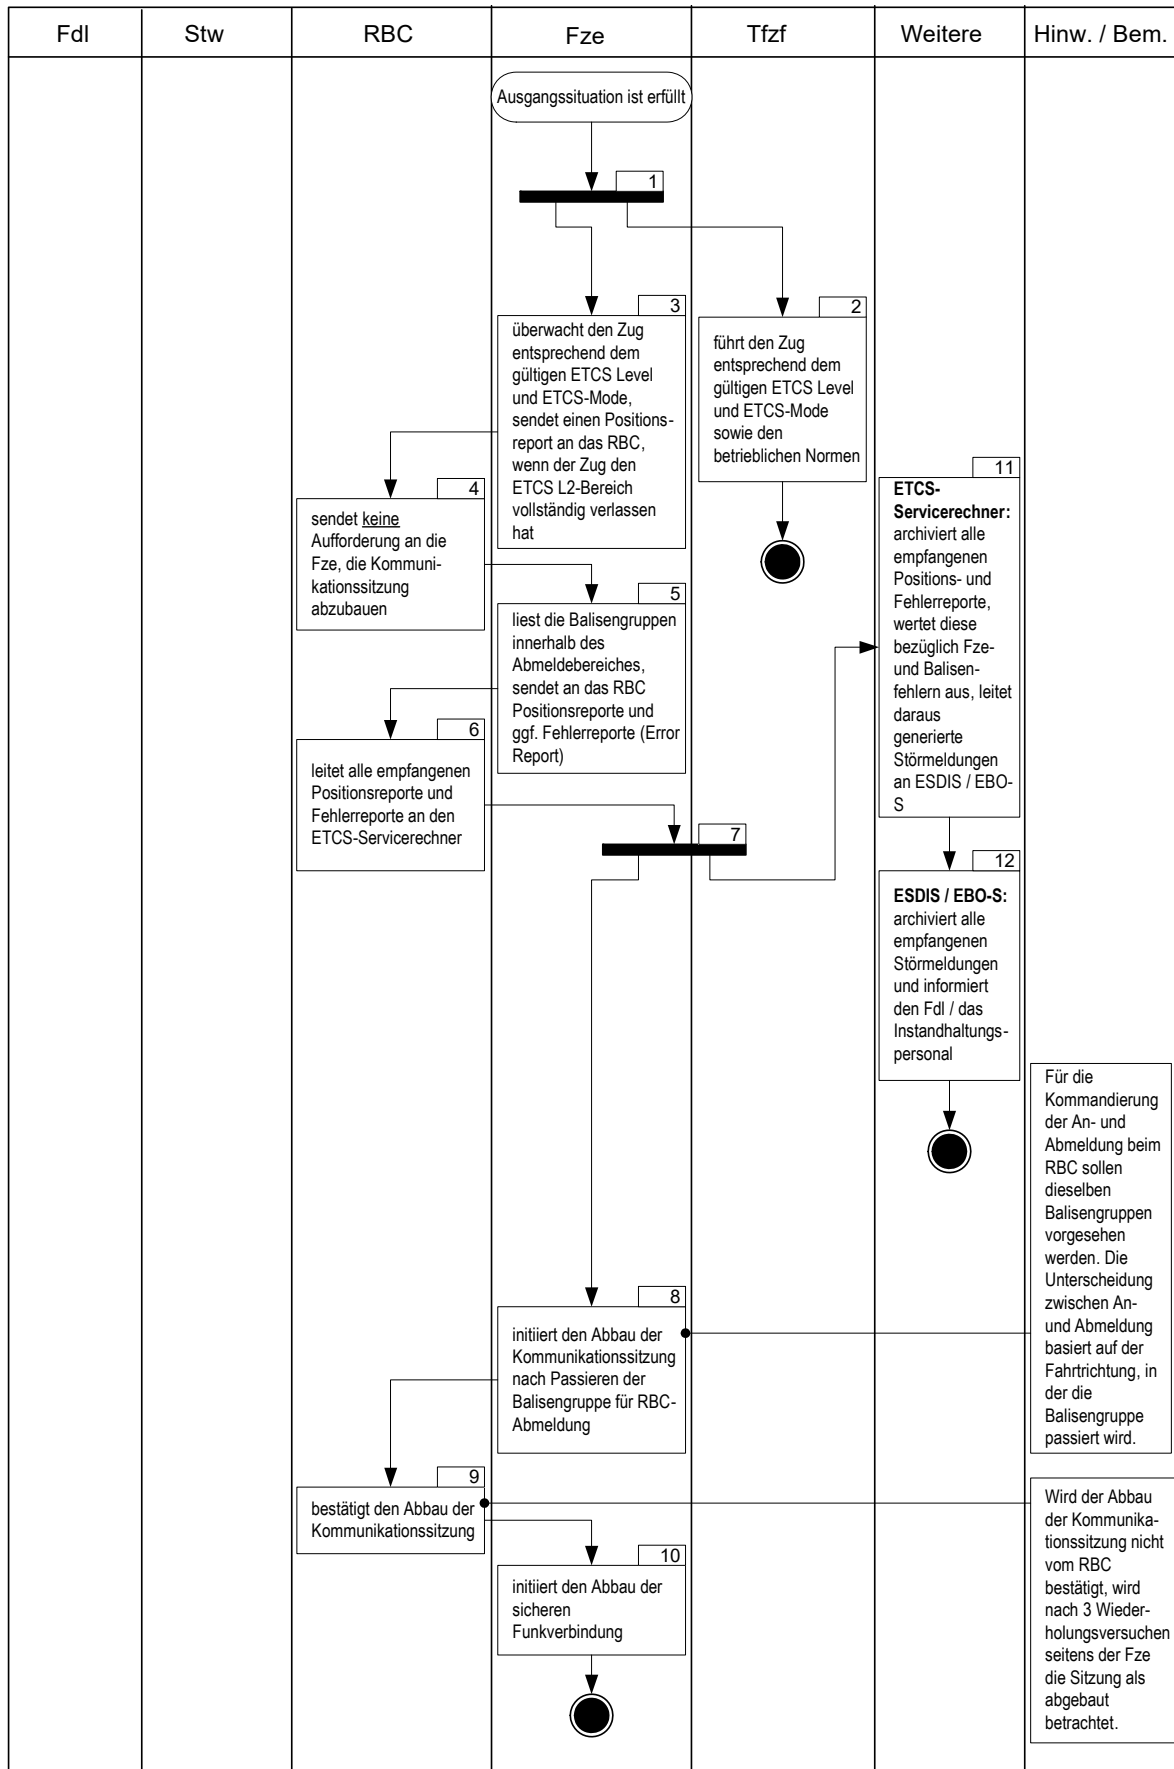 Fdl
Stw
RBC
Fze
Tfzf
Weitere
Hinw. / Bem.
Ausgangssituation ist erfüllt
1
3
überwacht den Zug
entsprechend dem
gültigen ETCS Level
und ETCS-Mode,
sendet einen Positions-
report an das RBC,
wenn der Zug den
ETCS L2-Bereich
vollständig verlassen
hat
2
führt den Zug
entsprechend dem
gültigen ETCS Level
und ETCS-Mode
sowie den
betrieblichen Normen
4
sendet keine
Aufforderung an die
Fze, die Kommuni-
kationssitzung
abzubauen
5
liest die Balisengruppen
innerhalb des
Abmeldebereiches,
sendet an das RBC
Positionsreporte und
ggf. Fehlerreporte (Error
Report)
6
leitet alle empfangenen
Positionsreporte und
Fehlerreporte an den
ETCS-Servicerechner
7
11
ETCS-
Servicerechner:
archiviert alle
empfangenen
Positions- und
Fehlerreporte,
wertet diese
bezüglich Fze-
und Balisen-
fehlern aus, leitet
daraus
generierte
Störmeldungen
an ESDIS / EBO-
S
12
ESDIS / EBO-S:
archiviert alle
empfangenen
Störmeldungen
und informiert
den Fdl / das
Instandhaltungs-
personal
8
initiiert den Abbau der
Kommunikationssitzung
nach Passieren der
Balisengruppe für RBC-
Abmeldung
Für die
Kommandierung
der An- und
Abmeldung beim
RBC sollen
dieselben
Balisengruppen
vorgesehen
werden. Die
Unterscheidung
zwischen An-
und Abmeldung
basiert auf der
Fahrtrichtung, in
der die
Balisengruppe
passiert wird.
9
bestätigt den Abbau der
Kommunikationssitzung
10
initiiert den Abbau der
sicheren
Funkverbindung
Wird der Abbau
der Kommunika-
tionssitzung nicht
vom RBC
bestätigt, wird
nach 3 Wieder-
holungsversuchen
seitens der Fze
die Sitzung als
abgebaut
betrachtet.